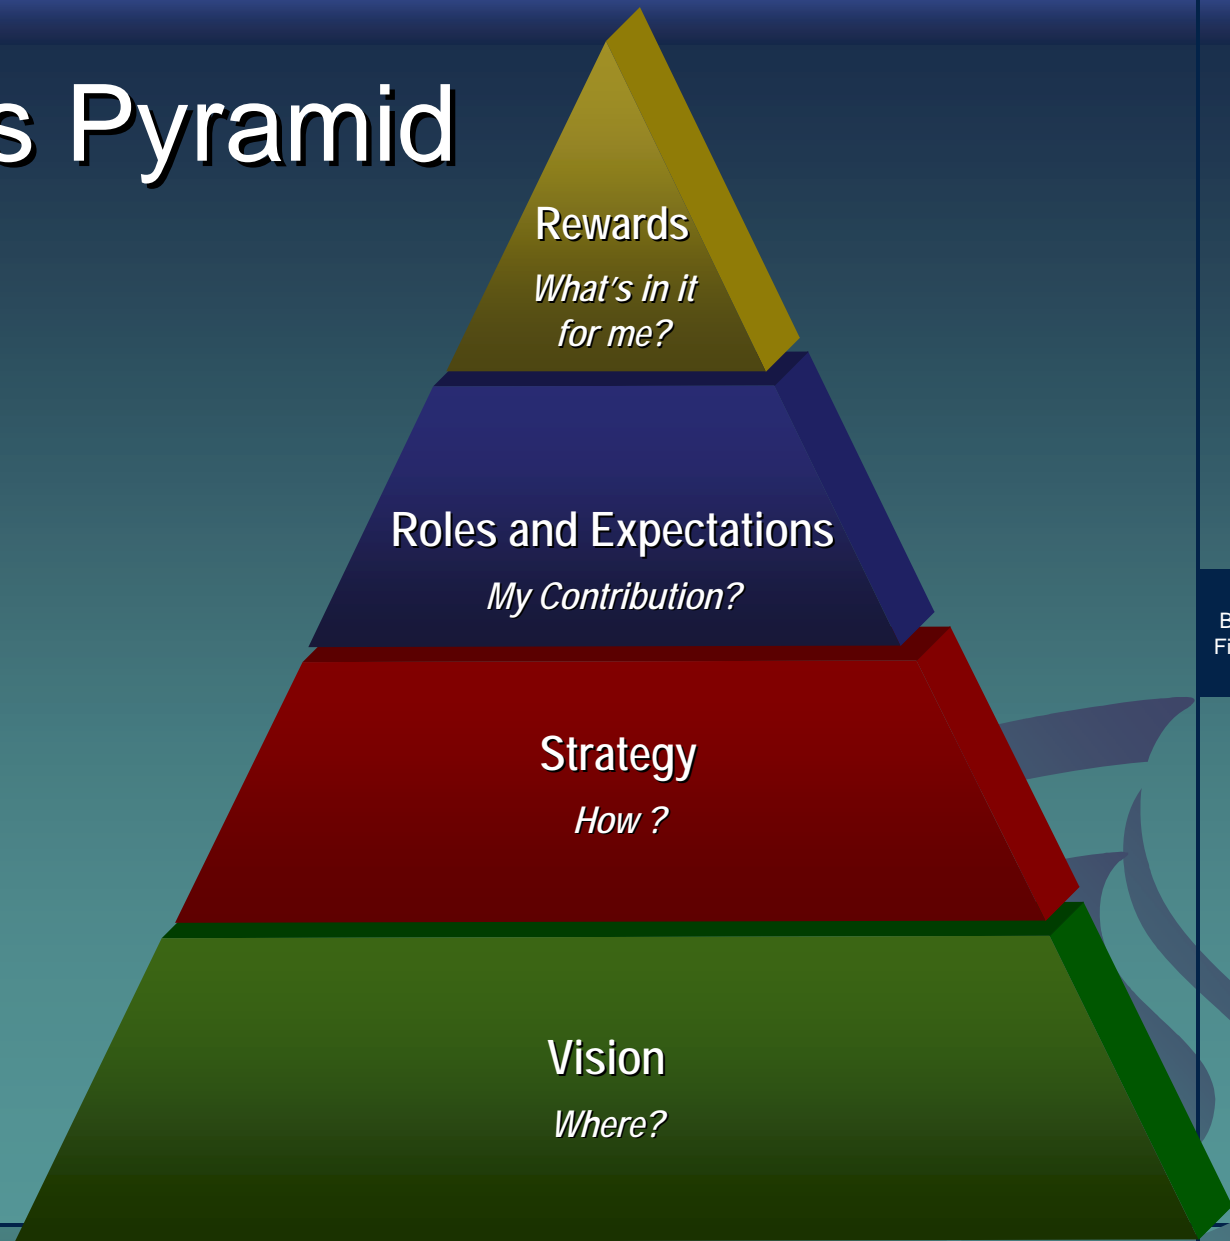 s Pyramid
Rewards
What's in it
for me?
Roles and Expectations
My Contribution?
Strategy
How ?
Vision
Where?